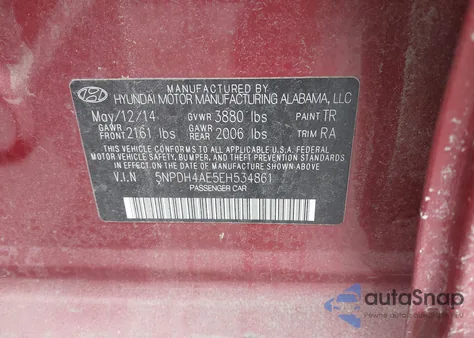 MANUFACTURED BY
HYUNDAI MOTOR MANUFACTURING ALABAMA, LLC
May/12/14 GVWR 3880 lbs PAINT TR
GAWR FRONT 2161 lbs GAWR REAR 2006 lbs TRIM RA
THIS VEHICLE CONFORMS TO ALL APPLICABLE U.S.A FEDERAL
MOTOR VEHICLE SAFETY, BUMPER, AND THEFT PREVENTION STANDARDS
IN EFFECT ON THE DATE OF MANUFACTURE SHOWN ABOVE.
V.I.N 5NPDH4AE5EH534861
PASSENGER CAR
autoSnap